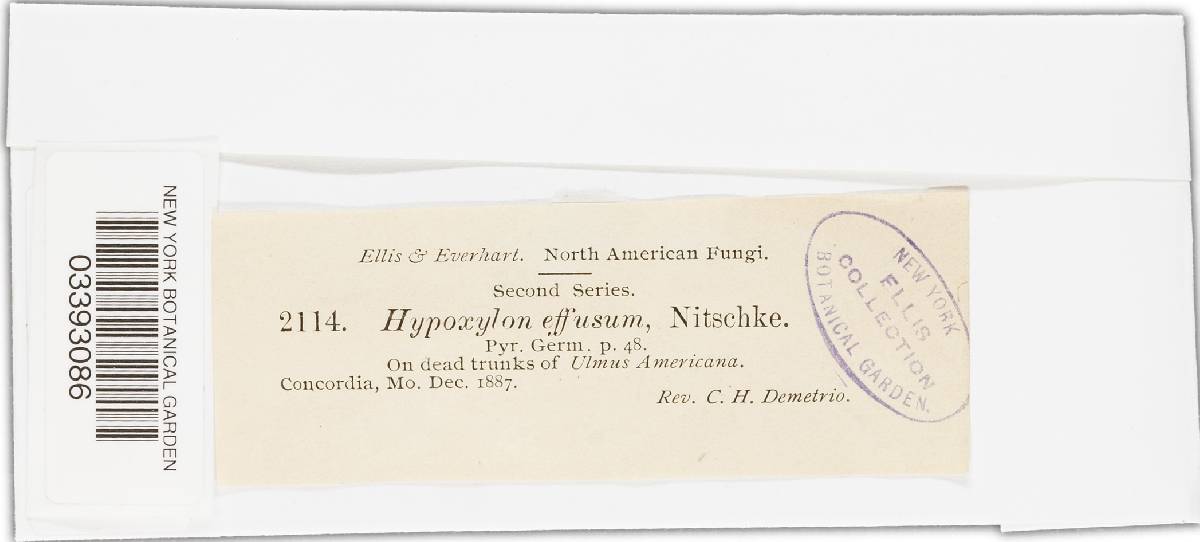 NEW YORK BOTANICAL GARDEN
03393086
Ellis & Everhart. North American Fungi.
Second Series.
2114. Hypoxylon effusum, Nitschke.
Pyr. Germ. p. 48.
On dead trunks of Ulmus Americana.
Concordia, Mo. Dec. 1887.
Rev. C. H. Demetrio.
NEW YORK
ELLIS
COLLECTION
BOTANICAL GARDEN.